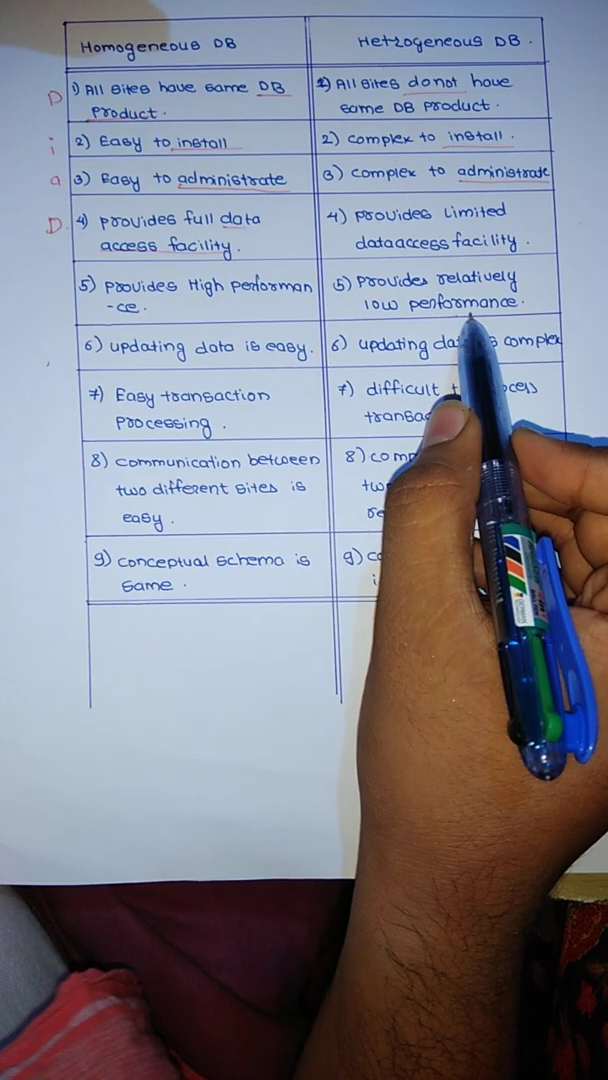 Homogeneous DB
Hetrogeneous DB.
D
1) All sites have same DB
product.
1) All sites donot have
same DB product.
i
2) Easy to install
2) complex to install.
a
3) Easy to administrate
3) complex to administrate
D.
4) provides full data
access facility.
4) provides limited
dataaccess facility.
5) provides High performan
-ce.
5) provides relatively
low performance.
6) updating data is easy.
6) updating complex
7) Easy transaction
processing.
7) difficult
8) communication between
two different sites is
easy.
8)
9) conceptual schema is
same.
9)